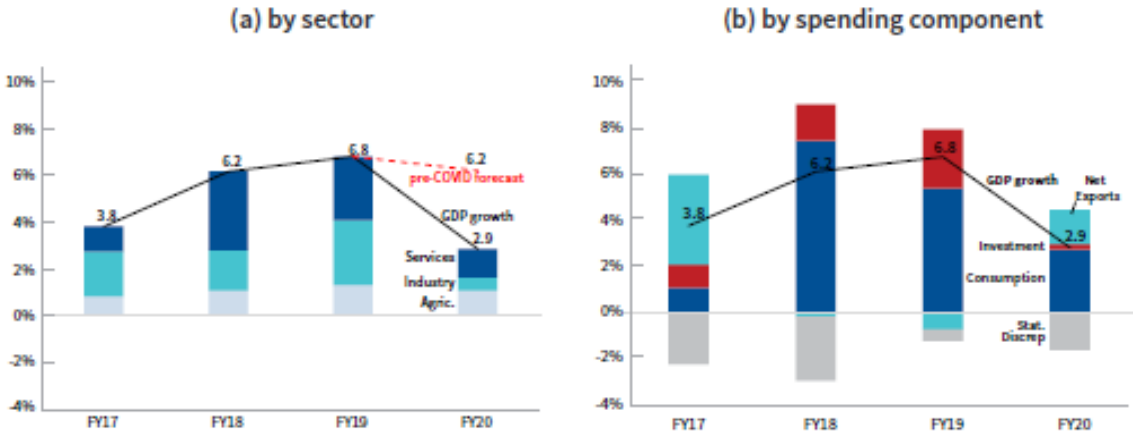 (a) by sector
10%
8%
6%
4%
2%
0%
-2%
-4%
3.8
6.2
6.8
6.2
pre-COVID forecast
GDP growth
2.9
Services
Industry
Agric.
FY17
FY18
FY19
FY20
(b) by spending component
10%
8%
6%
4%
2%
0%
-2%
-4%
3.8
6.2
6.8
GDP growth
Net
Exports
2.9
Investment
Consumption
Stat.
Discrep
FY17
FY18
FY19
FY20